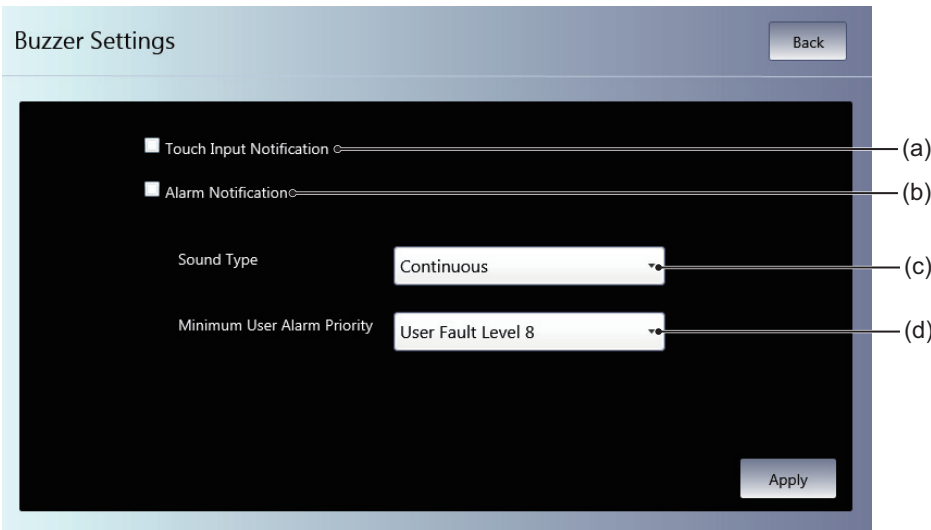 Buzzer Settings
Back
Touch Input Notification
(a)
Alarm Notification
(b)
Sound Type
Continuous
(c)
Minimum User Alarm Priority
User Fault Level 8
(d)
Apply